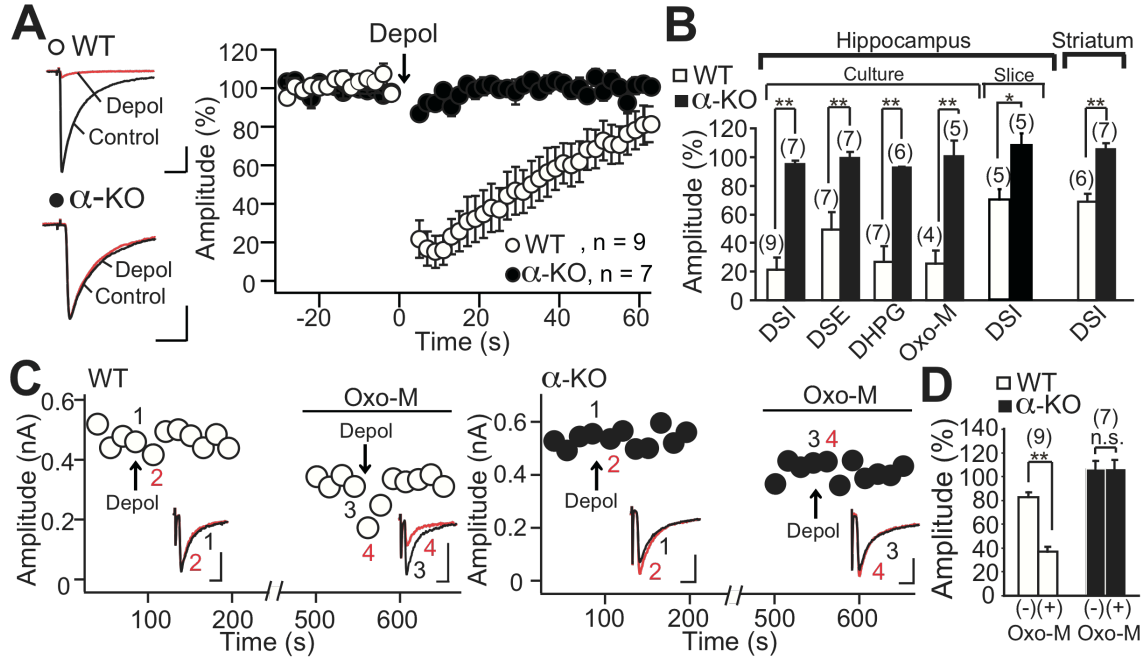 A
WT
Depol
Control
α-KO
Depol
Control
Depol
Amplitude (%)
120
100
80
60
40
20
0
WT , n = 9
α-KO, n = 7
-20 0 20 40 60
Time (s)
B
Hippocampus Striatum
WT
α-KO
Culture Slice
** ** ** ** * **
Amplitude (%)
120
100
80
60
40
20
0
(9) (7) (7) (7) (7) (6) (4) (5) (5) (5) (6) (7)
DSI DSE DHPG Oxo-M DSI DSI
C
WT
Amplitude (nA)
0.6
0.4
0.2
0
1
2
Depol
Oxo-M
Depol
3
4
1
2
4
3
100 200 500 600
Time (s)
α-KO
Amplitude (nA)
0.6
0.4
0.2
0
1
2
Depol
Oxo-M
3 4
Depol
1
2
3
4
100 200 500 600
Time (s)
D
WT
α-KO
Amplitude (%)
140
120
100
80
60
40
20
0
(9)
**
(7)
n.s.
(-) (+) (-) (+)
Oxo-M Oxo-M